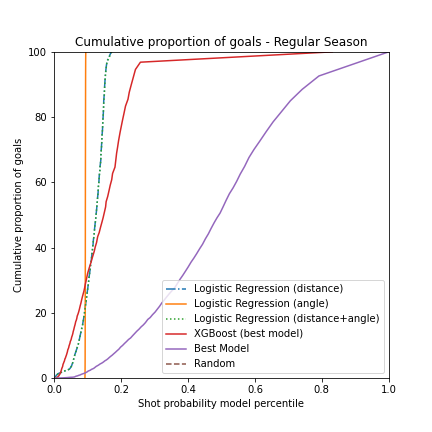 Cumulative proportion of goals - Regular Season
Cumulative proportion of goals
100
80
60
40
20
0
0.0 0.2 0.4 0.6 0.8 1.0
Shot probability model percentile
Logistic Regression (distance)
Logistic Regression (angle)
Logistic Regression (distance+angle)
XGBoost (best model)
Best Model
Random